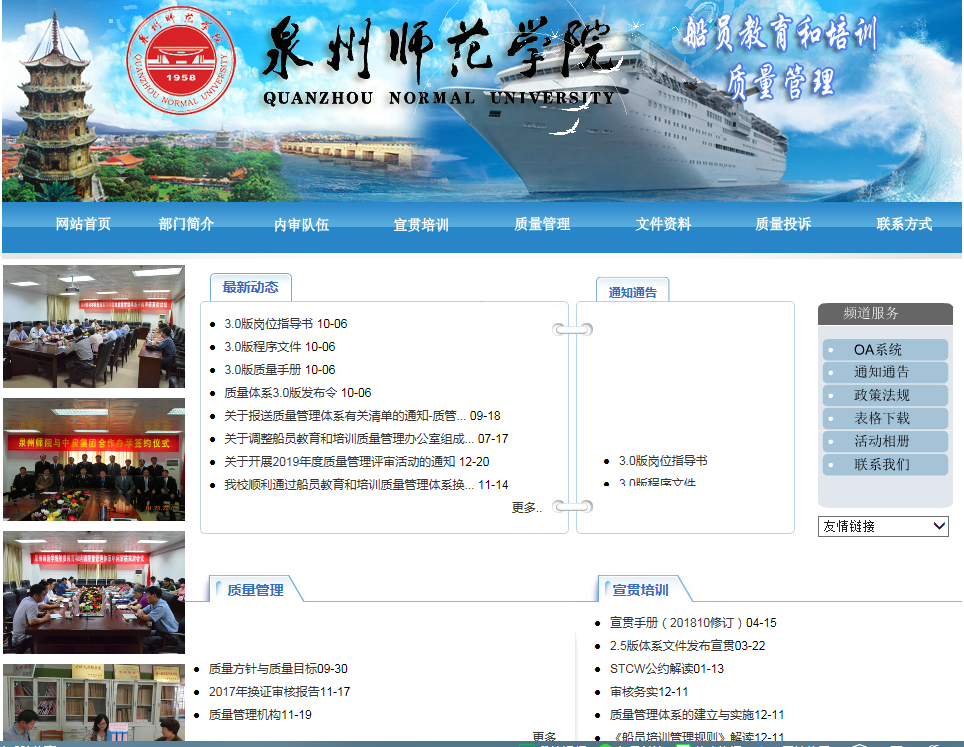 泉州师范学院
QUANZHOU NORMAL UNIVERSITY
1958
泉州师范学院
QUANZHOU NORMAL UNIVERSITY
船员教育和培训
质量管理
网站首页 部门简介 内审队伍 宣贯培训 质量管理 文件资料 质量投诉 联系方式
最新动态
3.0版岗位指导书 10-06
3.0版程序文件 10-06
3.0版质量手册 10-06
质量体系3.0版发布令 10-06
关于报送质量管理体系有关清单的通知-质管... 09-18
关于调整船员教育和培训质量管理办公室组成... 07-17
关于开展2019年度质量管理评审活动的通知 12-20
我校顺利通过船员教育和培训质量管理体系换... 11-14
更多..
通知通告
3.0版岗位指导书
3.0版程序文件
频道服务
OA系统
通知通告
政策法规
表格下载
活动相册
联系我们
友情链接
质量管理
质量方针与质量目标09-30
2017年换证审核报告11-17
质量管理机构11-19
更多
宣贯培训
宣贯手册（201810修订）04-15
2.5版体系文件发布宣贯03-22
STCW公约解读01-13
审核务实12-11
质量管理体系的建立与实施12-11
《船员培训管理规则》解读12-11